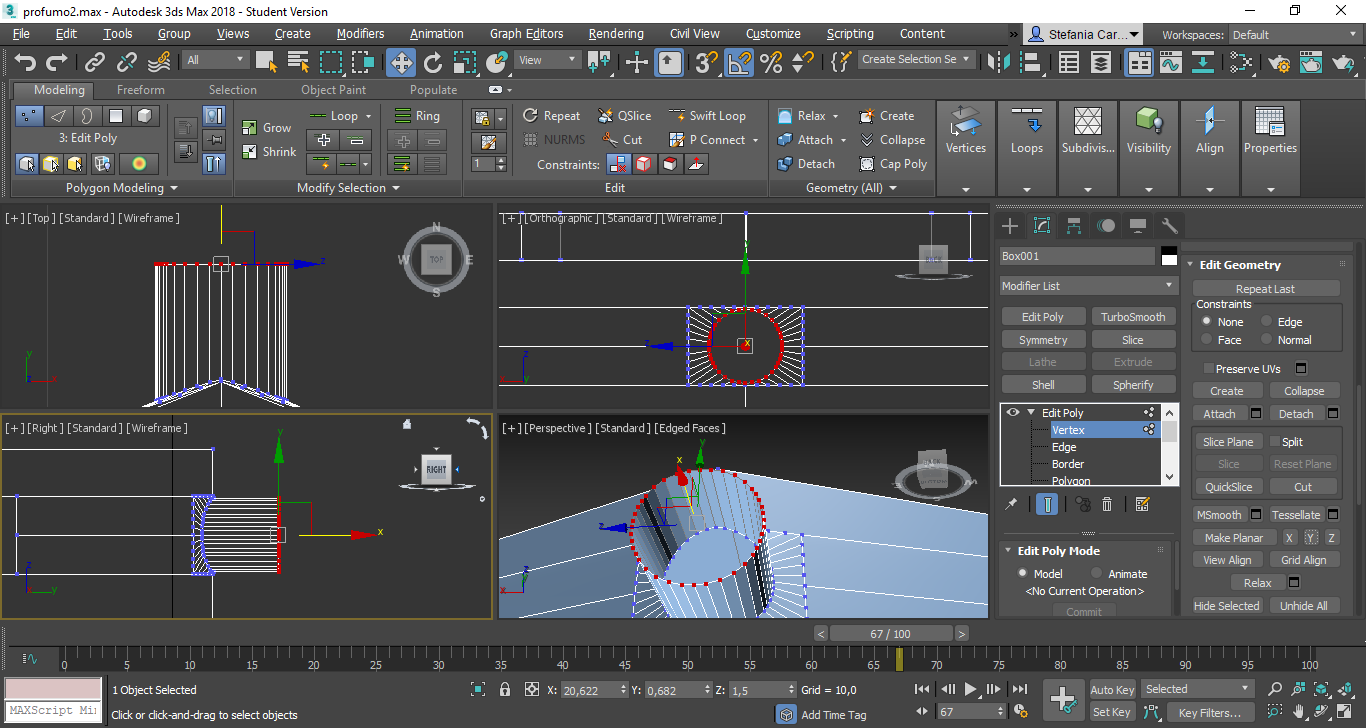 profumo2.max - Autodesk 3ds Max 2018 - Student Version
File Edit Tools Group Views Create Modifiers Animation Graph Editors Rendering Civil View Customize Scripting Content » Stefania Car... Workspaces: Default
All View 3 Create Selection Se
Modeling Freeform Selection Object Paint Populate
3: Edit Poly Grow Shrink Loop Ring 1 Repeat QSlice Swift Loop Relax Create
NURMS Cut P Connect Attach Collapse
Constraints: Detach Cap Poly
Vertices Loops Subdivis... Visibility Align Properties
Polygon Modeling Modify Selection Edit Geometry (All)
[+] [Top] [Standard] [Wireframe]
N W TOP E S
z
y
z x
[+] [Orthographic] [Standard] [Wireframe]
BACK
y
z x
z
x y
[+] [Right] [Standard] [Wireframe]
RIGHT
y
x
z
y
[+] [Perspective] [Standard] [Edged Faces]
BACK
y
x
z
z
x
Box001
Modifier List
Edit Poly TurboSmooth
Symmetry Slice
Lathe Extrude
Shell Spherify
Edit Poly
Vertex
Edge
Border
Polygon
Edit Poly Mode
Model Animate
<No Current Operation>
Commit
Edit Geometry
Repeat Last
Constraints
None Edge
Face Normal
Preserve UVs
Create Collapse
Attach Detach
Slice Plane Split
Slice Reset Plane
QuickSlice Cut
MSmooth Tessellate
Make Planar X Y Z
View Align Grid Align
Relax
Hide Selected Unhide All
< 67 / 100 >
0 5 10 15 20 25 30 35 40 45 50 55 60 65 70 75 80 85 90 95 100
1 Object Selected X: 20,622 Y: 0,682 Z: 1,5 Grid = 10,0 Auto Key Selected
MAXScript Mi
Click or click-and-drag to select objects Add Time Tag 67 Set Key Key Filters...